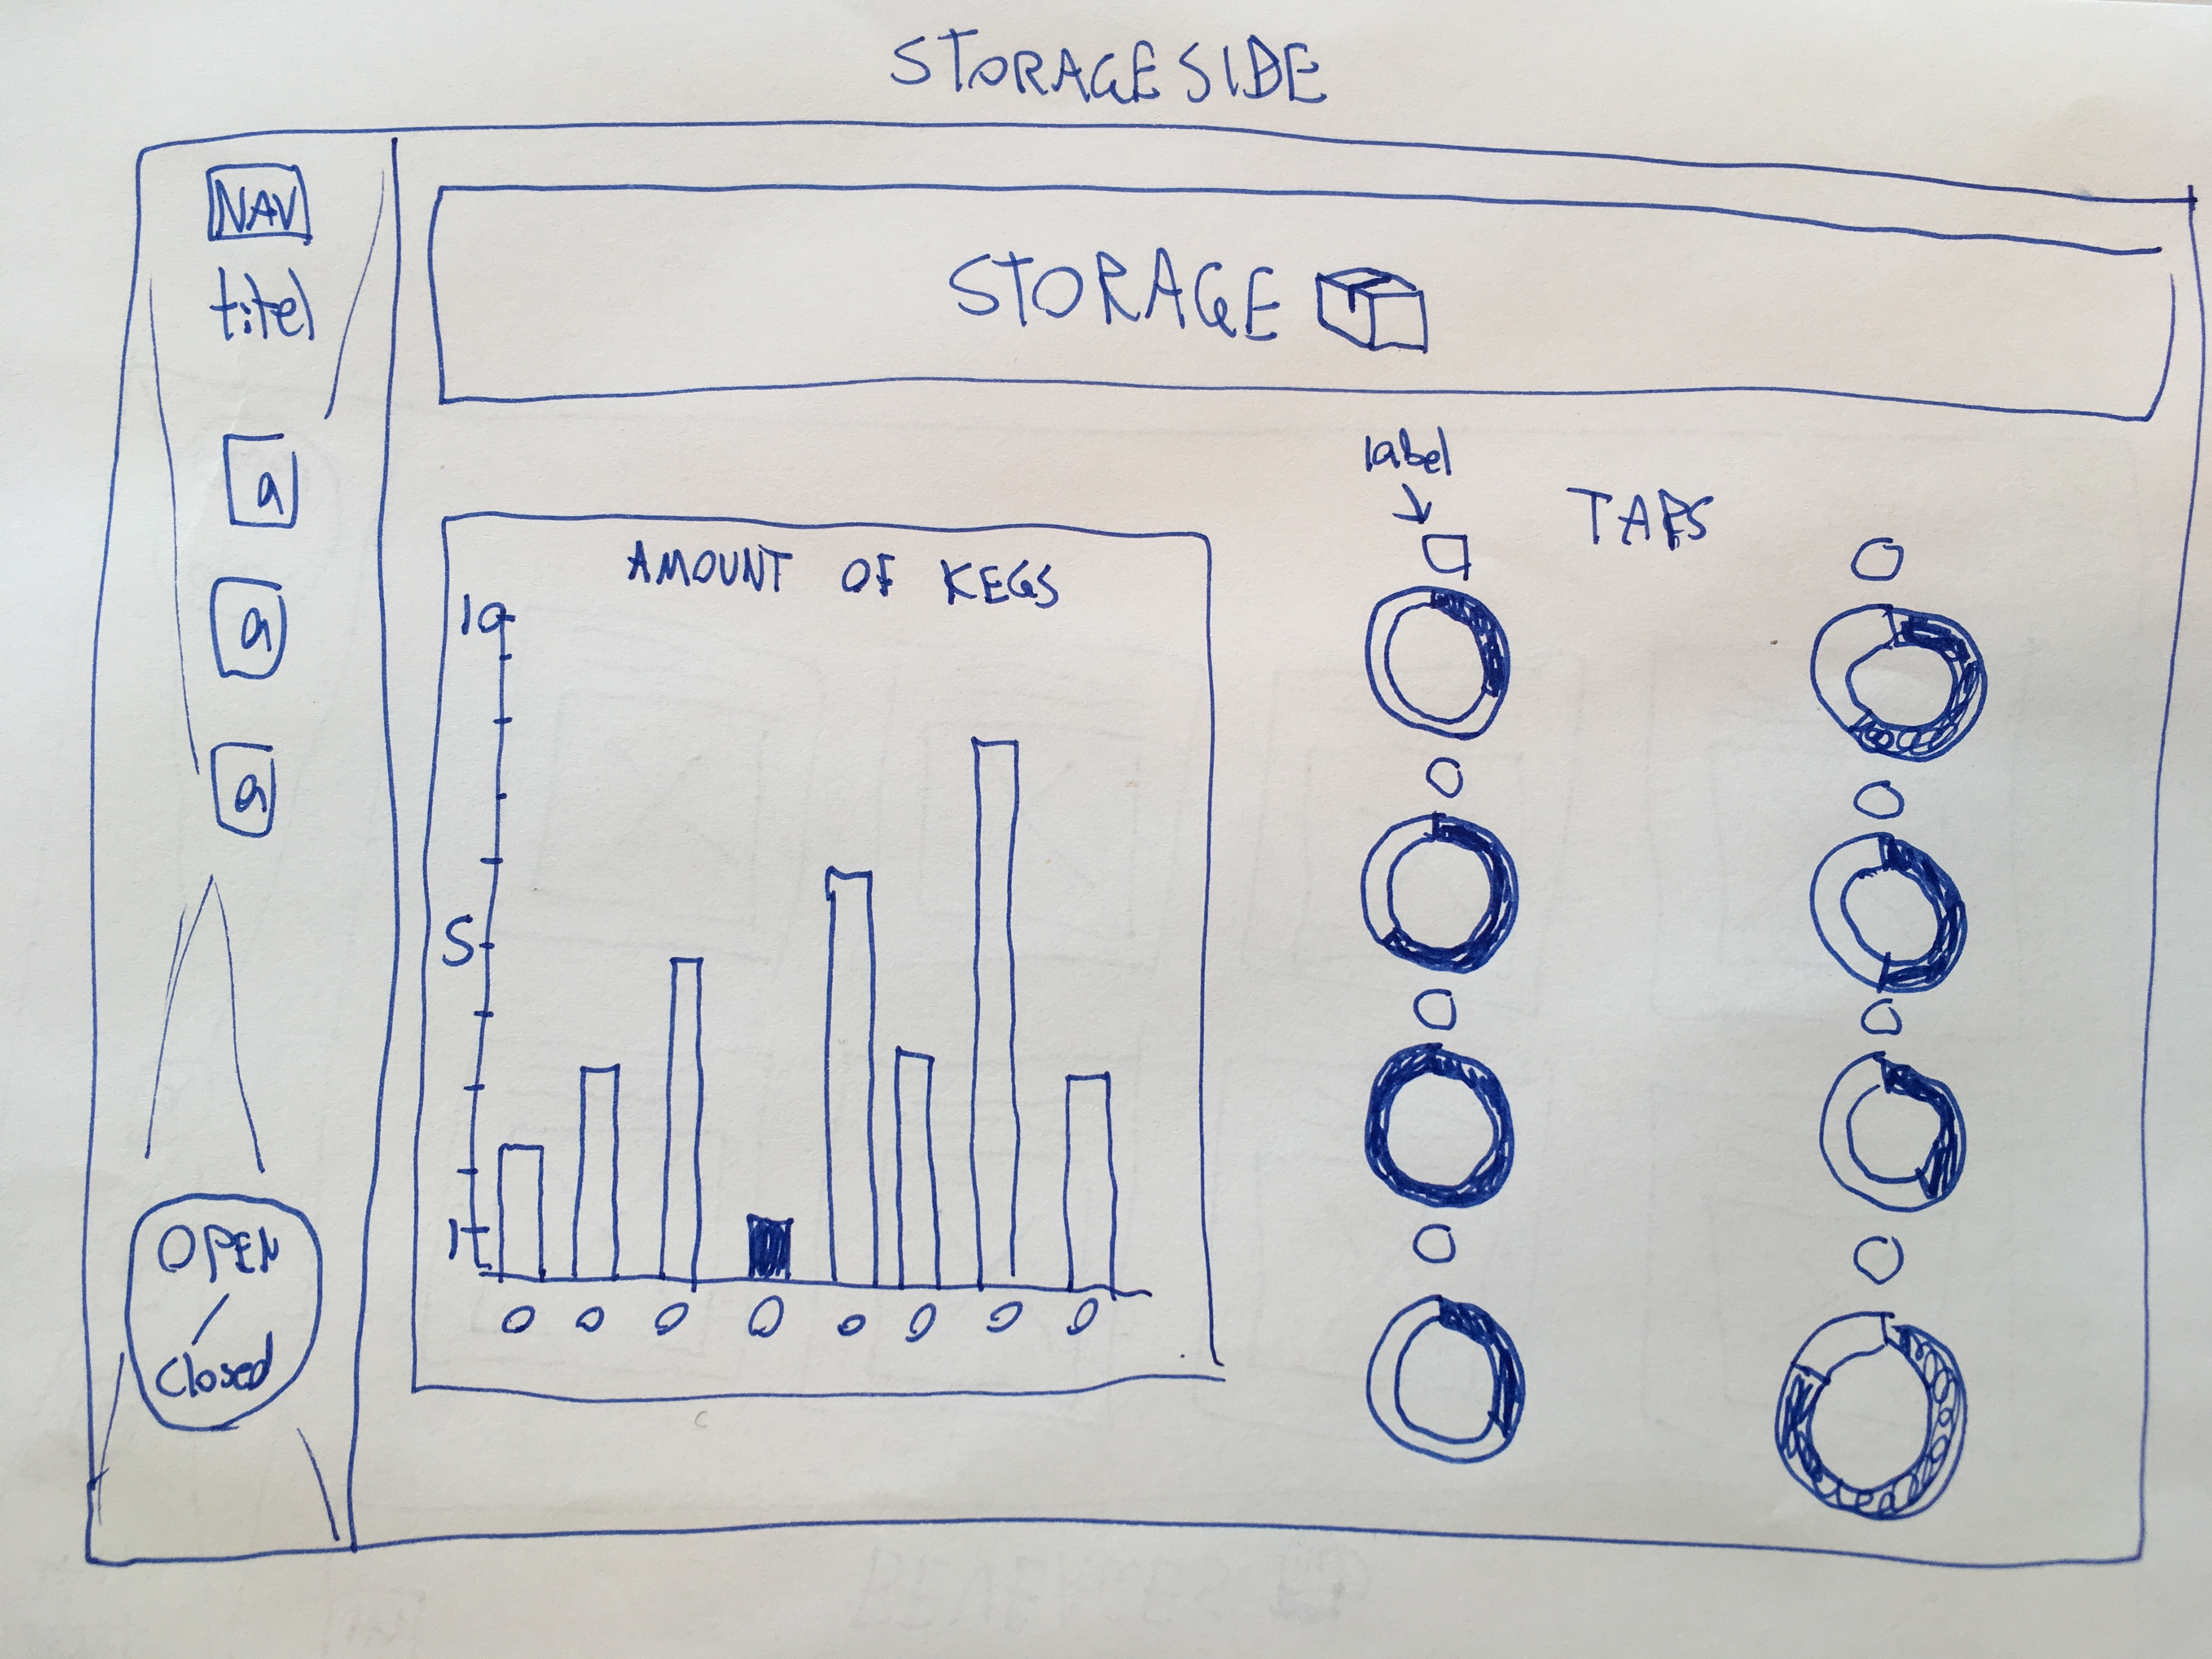 STORAGE SIDE
NAV
titel
a
a
a
OPEN
/
Closed
STORAGE
AMOUNT OF KEGS
10
5
1
label
TAPS